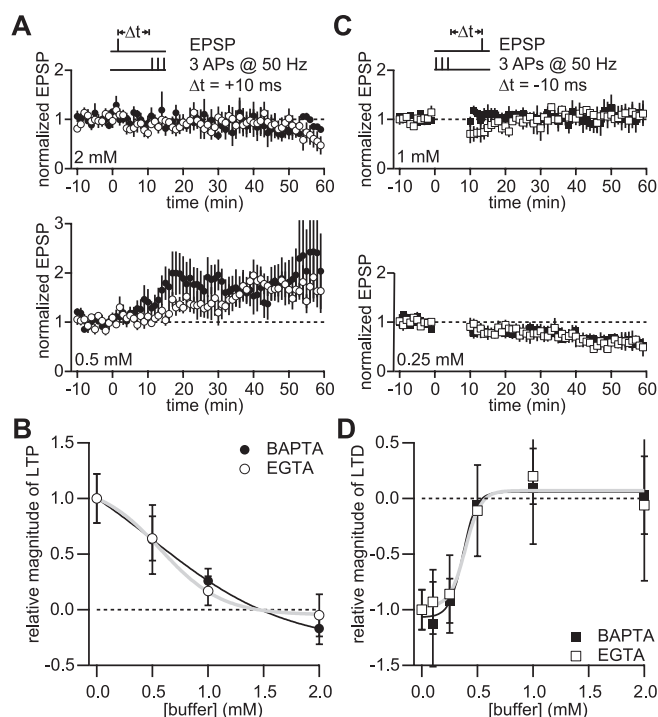 A
Δt
EPSP
3 APs @ 50 Hz
Δt = +10 ms
normalized EPSP
2
1
0
2 mM
-10 0 10 20 30 40 50 60
time (min)
normalized EPSP
3
2
1
0
0.5 mM
-10 0 10 20 30 40 50 60
time (min)
C
Δt
EPSP
3 APs @ 50 Hz
Δt = -10 ms
normalized EPSP
2
1
0
1 mM
-10 0 10 20 30 40 50 60
time (min)
normalized EPSP
2
1
0
0.25 mM
-10 0 10 20 30 40 50 60
time (min)
B
BAPTA
EGTA
relative magnitude of LTP
1.5
1.0
0.5
0.0
-0.5
0.0 0.5 1.0 1.5 2.0
[buffer] (mM)
D
relative magnitude of LTD
0.5
0.0
-0.5
-1.0
-1.5
BAPTA
EGTA
0.0 0.5 1.0 1.5 2.0
[buffer] (mM)